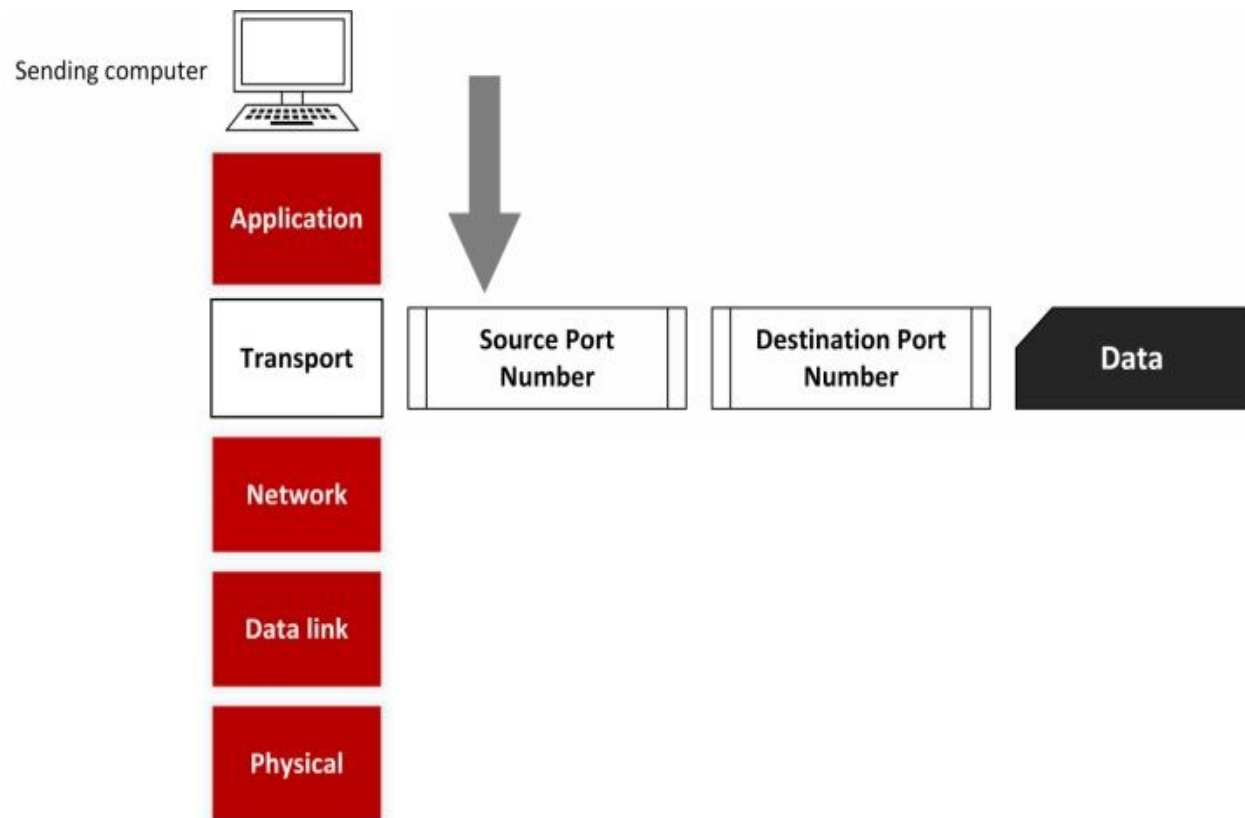 Sending computer
Application
Transport
Source Port
Number
Destination Port
Number
Data
Network
Data link
Physical